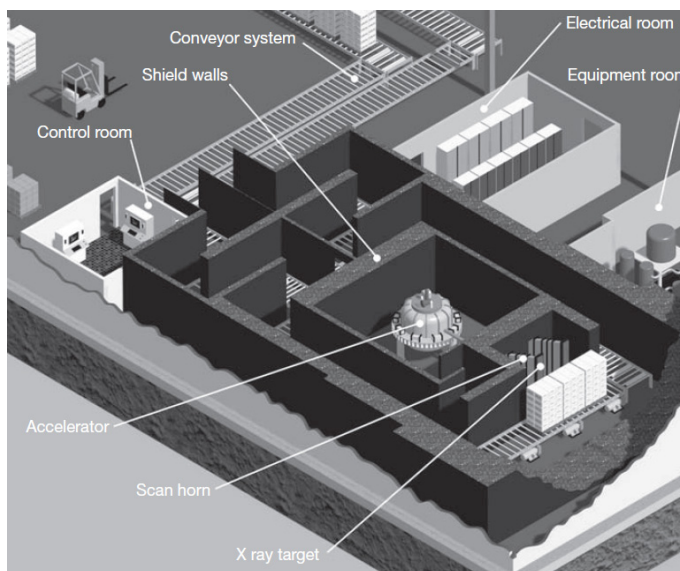 Electrical room
Conveyor system
Shield walls
Equipment room
Control room
Accelerator
Scan horn
X ray target